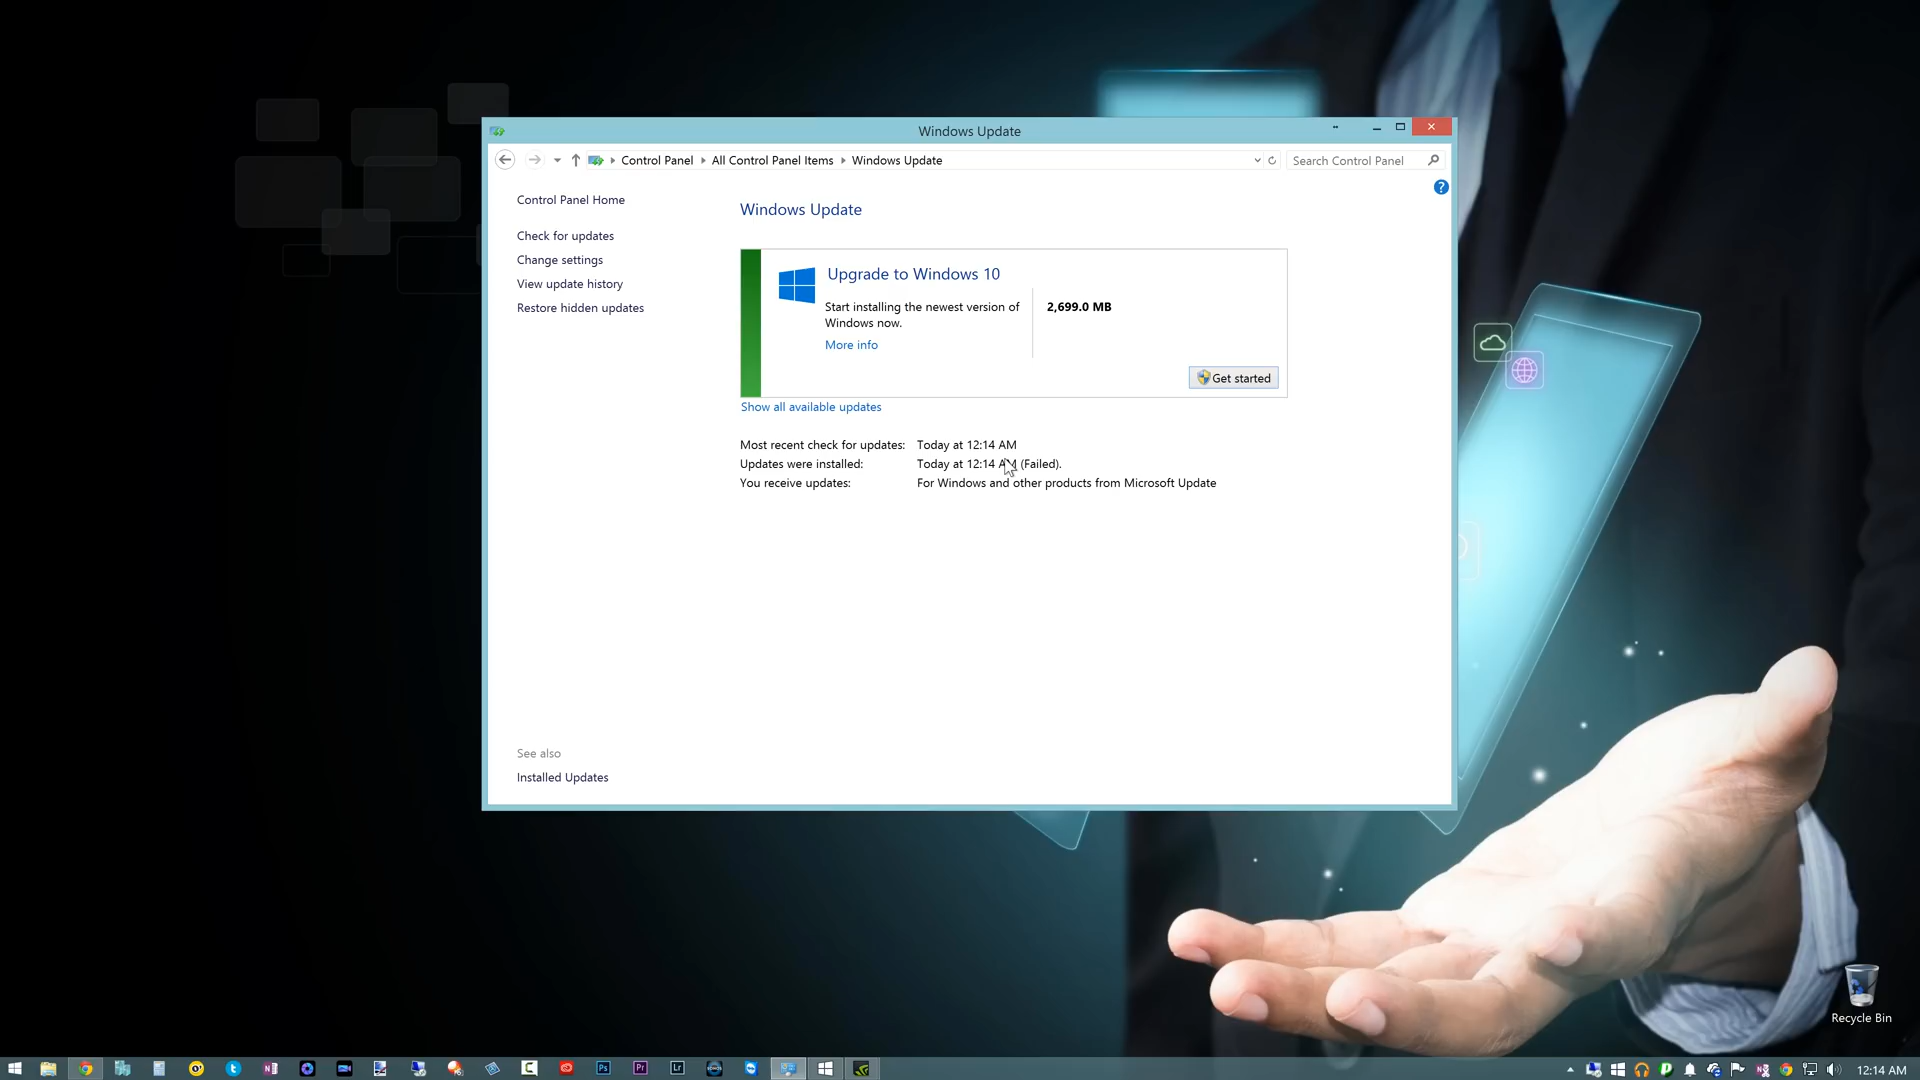 Windows Update
Control Panel
All Control Panel Items
Windows Update
Search Control Panel
?
Control Panel Home
Check for updates
Change settings
View update history
Restore hidden updates
Windows Update
Upgrade to Windows 10
Start installing the newest version of
Windows now.
More info
2,699.0 MB
Get started
Show all available updates
Most recent check for updates: Today at 12:14 AM
Updates were installed: Today at 12:14 AM (Failed).
You receive updates: For Windows and other products from Microsoft Update
See also
Installed Updates
Recycle Bin
Ps
Pr
Lr
SONOS
12:14 AM